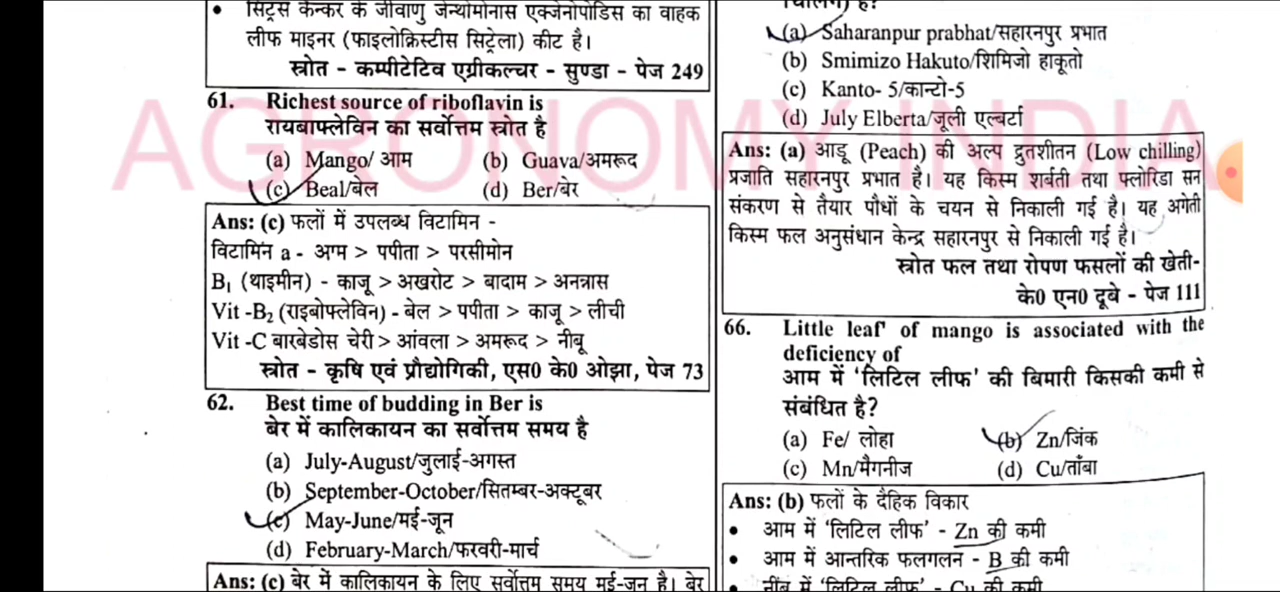 • सिट्रस केन्कर के जीवाणु जेन्थोमोनास एक्जेनोपोडिस का वाहक
लीफ माइनर (फाइलोक्रिस्टीस सिट्रेला) कीट है।
स्त्रोत - कम्पीटेटिव एग्रीकल्चर - सुण्डा - पेज 249
61. Richest source of riboflavin is
रायबाफ्लेविन का सर्वोत्तम स्त्रोत है
(a) Mango/ आम (b) Guava/अमरूद
(c) Beal/बेल (d) Ber/बेर
Ans: (c) फलों में उपलब्ध विटामिन -
विटामिन a - आम > पपीता > परसीमोन
B₁ (थाइमीन) - काजू > अखरोट > बादाम > अनन्नास
Vit -B₂ (राइबोफ्लेविन) - बेल > पपीता > काजू > लीची
Vit -C बारबेडोस चेरी > आंवला > अमरूद > नीबू
स्त्रोत - कृषि एवं प्रौद्योगिकी, एस0 के0 ओझा, पेज 73
62. Best time of budding in Ber is
बेर में कालिकायन का सर्वोत्तम समय है
(a) July-August/जुलाई-अगस्त
(b) September-October/सितम्बर-अक्टूबर
(c) May-June/मई-जून
(d) February-March/फरवरी-मार्च
Ans: (c) बेर में कालिकायन के लिए सर्वोत्तम समय मई-जून है। बेर
है?
(a) Saharanpur prabhat/सहारनपुर प्रभात
(b) Smimizo Hakuto/शिमिजो हाकूतो
(c) Kanto- 5/कान्टो-5
(d) July Elberta/जूली एल्बर्टा
Ans: (a) आडू (Peach) की अल्प द्रुतशीतन (Low chilling)
प्रजाति सहारनपुर प्रभात है। यह किस्म शर्बती तथा फ्लोरिडा सन
संकरण से तैयार पौधों के चयन से निकाली गई है। यह अगेती
किस्म फल अनुसंधान केन्द्र सहारनपुर से निकाली गई है।
स्त्रोत फल तथा रोपण फसलों की खेती-
के0 एन0 दूबे - पेज 111
66. Little leaf' of mango is associated with the
deficiency of
आम में 'लिटिल लीफ' की बिमारी किसकी कमी से
संबंधित है?
(a) Fe/ लोहा (b) Zn/जिंक
(c) Mn/मैगनीज (d) Cu/ताँबा
Ans: (b) फलों के दैहिक विकार
• आम में 'लिटिल लीफ' - Zn की कमी
• आम में आन्तरिक फलगलन - B की कमी
• नींबू में 'लिटिल लीफ' - Cu की कमी
AGRONOMY INDIA